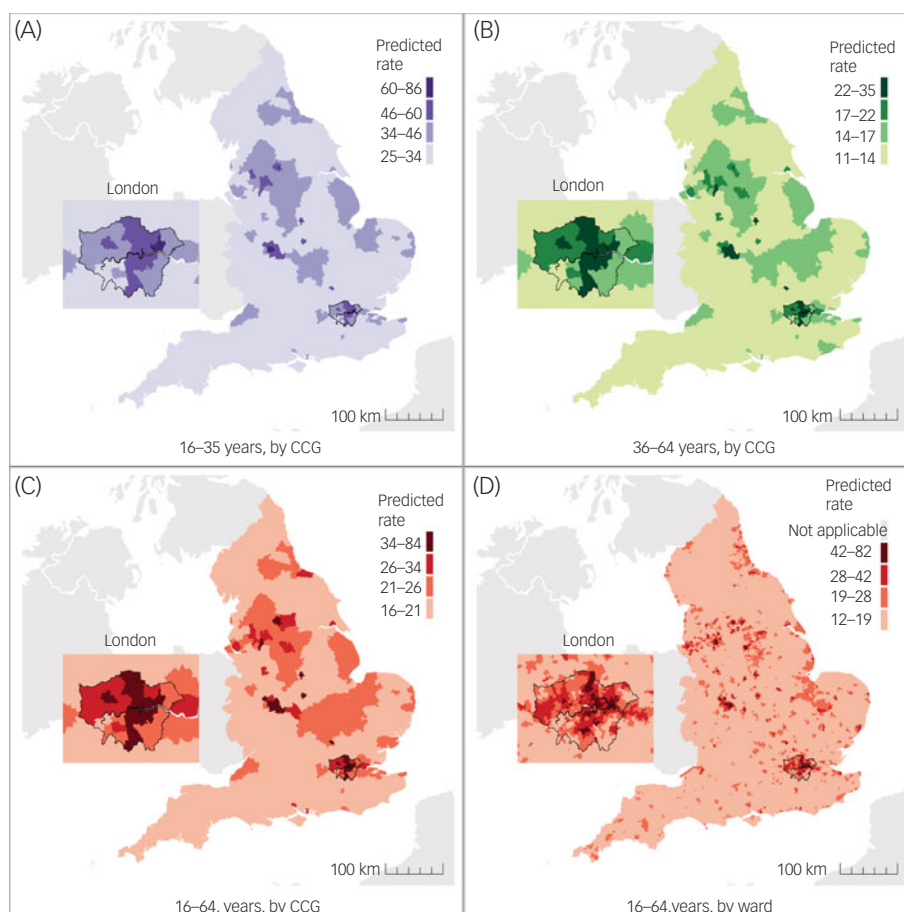 (A)
Predicted
rate
60–86
46–60
34–46
25–34
London
100 km
16–35 years, by CCG
(B)
Predicted
rate
22–35
17–22
14–17
11–14
London
100 km
36–64 years, by CCG
(C)
Predicted
rate
34–84
26–34
21–26
16–21
London
100 km
16–64, years, by CCG
(D)
Predicted
rate
Not applicable
42–82
28–42
19–28
12–19
London
100 km
16–64,years, by ward